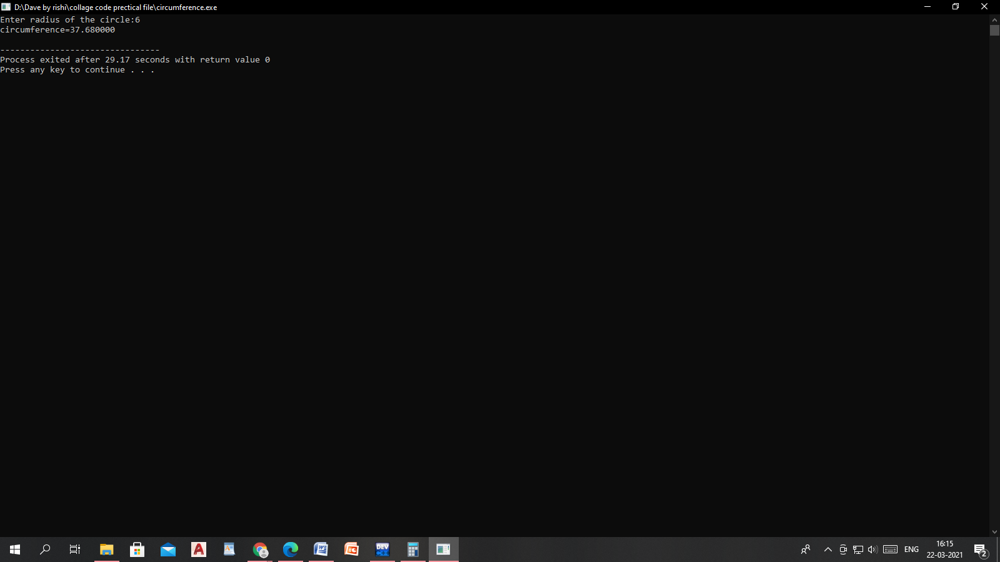 D:\Dave by rishi\collage code prectical file\circumference.exe
Enter radius of the circle:6
circumference=37.680000
--------------------------------
Process exited after 29.17 seconds with return value 0
Press any key to continue . . .
DEV
ENG
16:15
22-03-2021
2